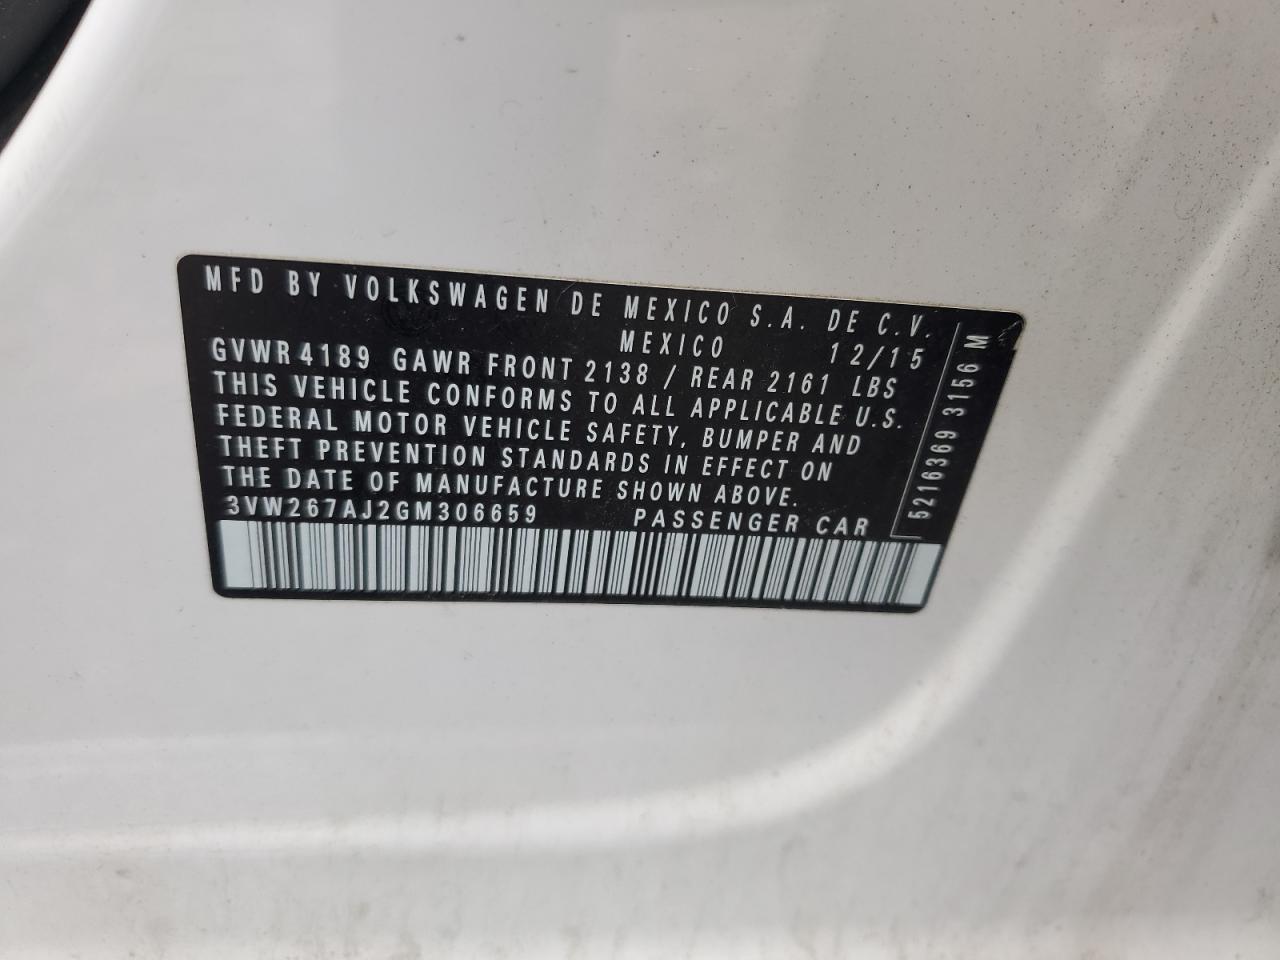 MFD BY VOLKSWAGEN DE MEXICO S.A. DE C.V.
MEXICO 12/15
GVWR 4189 GAWR FRONT 2138 / REAR 2161 LBS
THIS VEHICLE CONFORMS TO ALL APPLICABLE U.S.
FEDERAL MOTOR VEHICLE SAFETY, BUMPER AND
THEFT PREVENTION STANDARDS IN EFFECT ON
THE DATE OF MANUFACTURE SHOWN ABOVE.
3VW267AJ2GM306659 PASSENGER CAR
5216369 3156 M